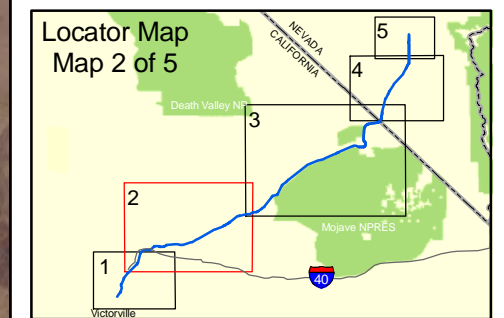 Locator Map
Map 2 of 5
5
NEVADA
CALIFORNIA
4
Death Valley NP
3
2
Mojave NPRES
1
40
Victorville